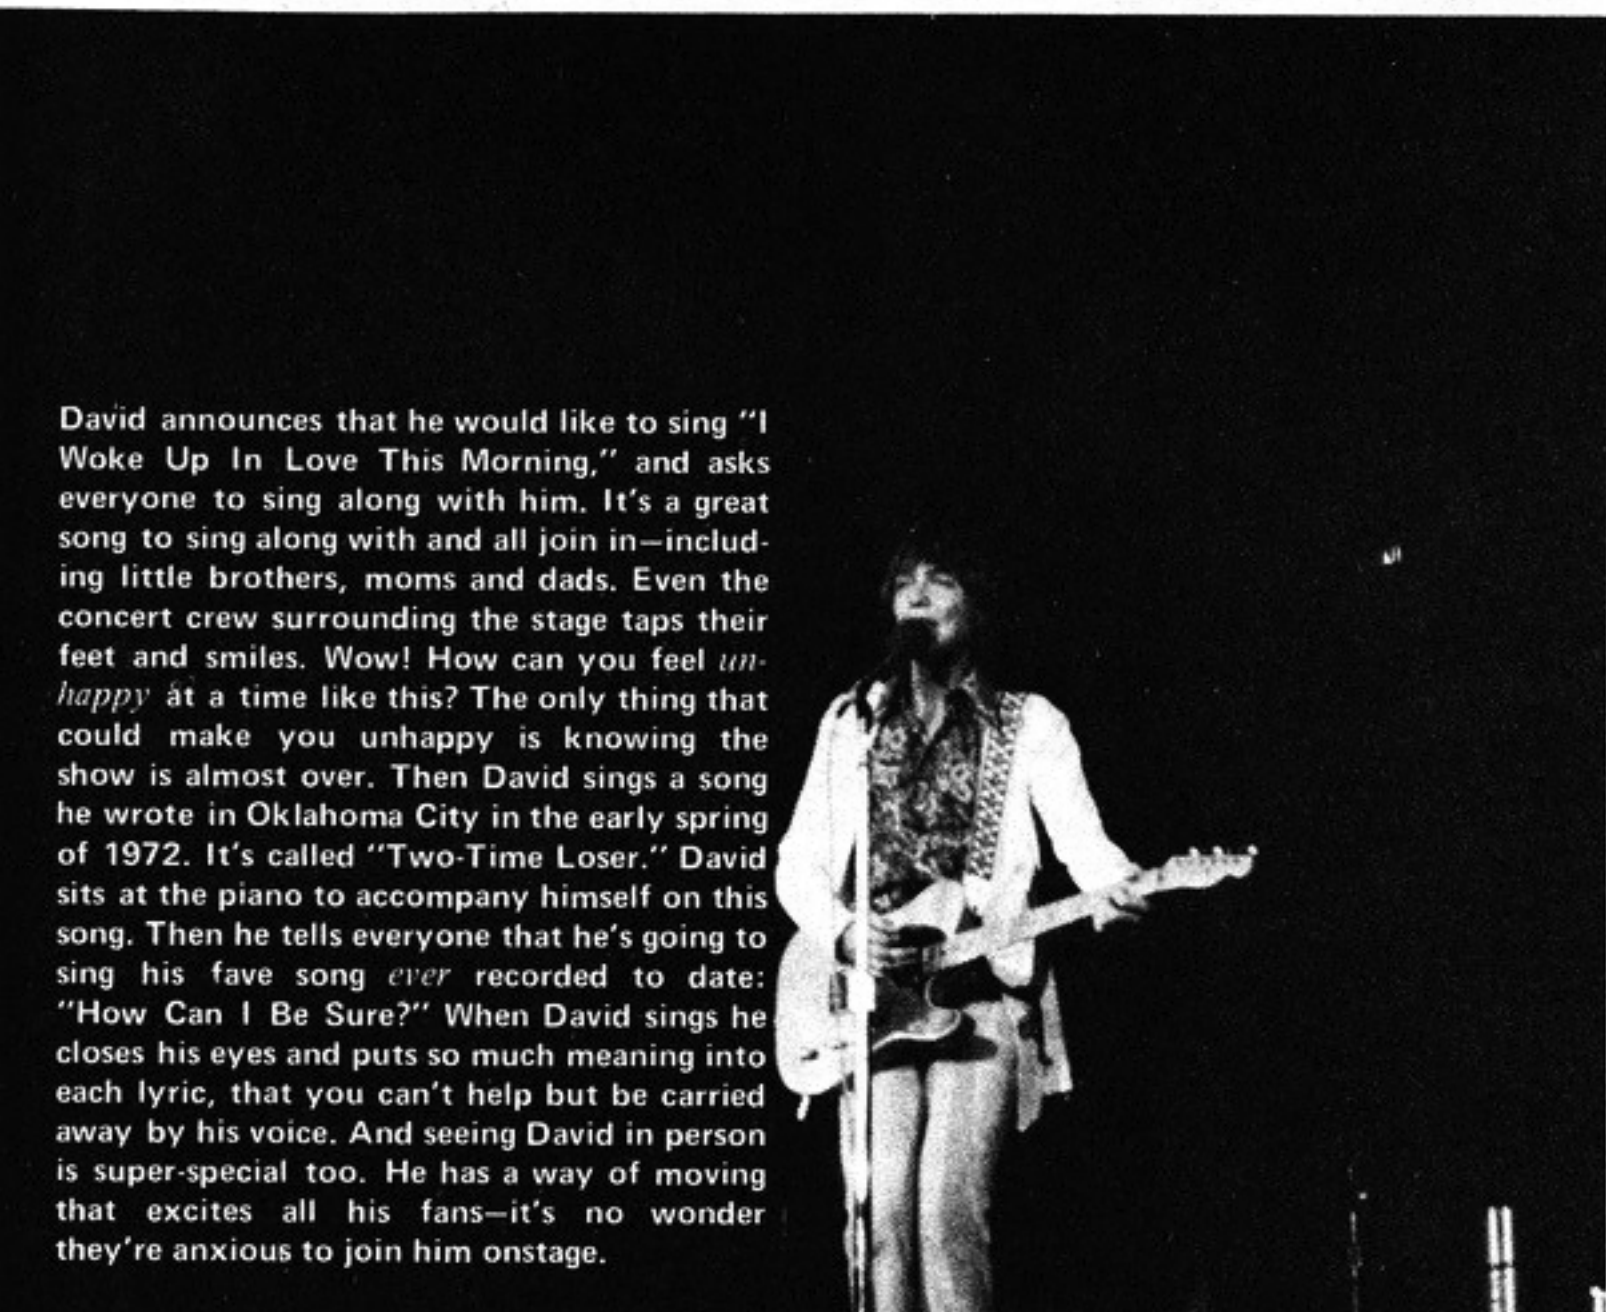 David announces that he would like to sing "I
Woke Up In Love This Morning," and asks
everyone to sing along with him. It's a great
song to sing along with and all join in—includ-
ing little brothers, moms and dads. Even the
concert crew surrounding the stage taps their
feet and smiles. Wow! How can you feel un-
happy at a time like this? The only thing that
could make you unhappy is knowing the
show is almost over. Then David sings a song
he wrote in Oklahoma City in the early spring
of 1972. It's called "Two-Time Loser." David
sits at the piano to accompany himself on this
song. Then he tells everyone that he's going to
sing his fave song ever recorded to date:
"How Can I Be Sure?" When David sings he
closes his eyes and puts so much meaning into
each lyric, that you can't help but be carried
away by his voice. And seeing David in person
is super-special too. He has a way of moving
that excites all his fans—it's no wonder
they're anxious to join him onstage.